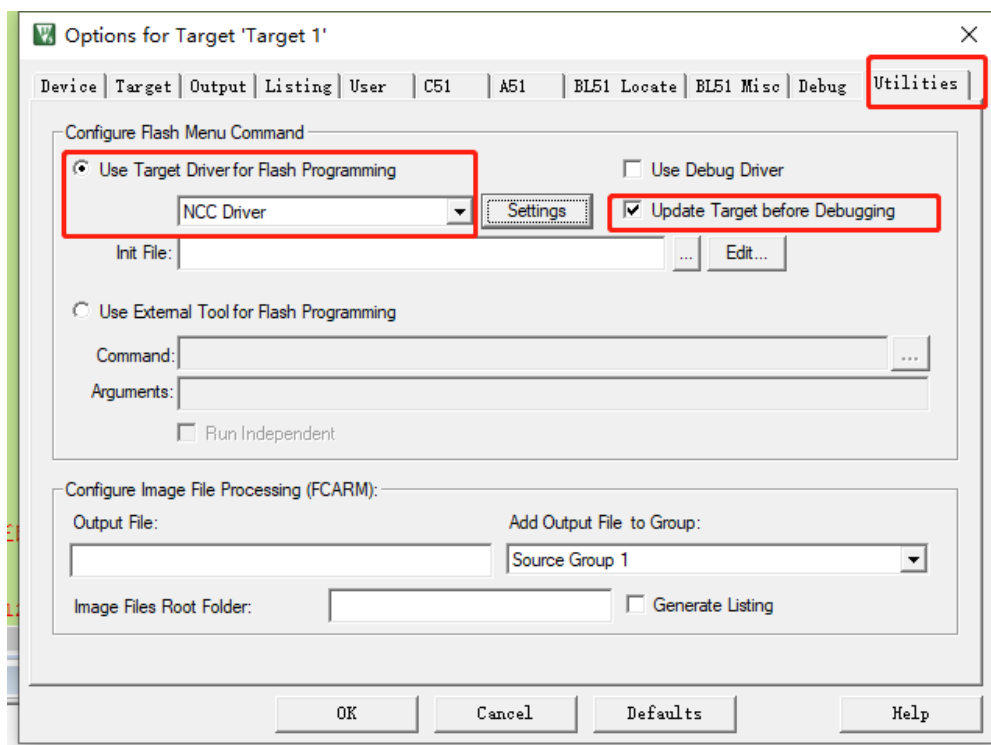 Options for Target 'Target 1'
Device Target Output Listing User C51 A51 BL51 Locate BL51 Misc Debug Utilities
Configure Flash Menu Command
Use Target Driver for Flash Programming Use Debug Driver
NCC Driver Settings Update Target before Debugging
Init File: ... Edit...
Use External Tool for Flash Programming
Command: ...
Arguments:
Run Independent
Configure Image File Processing (FCARM):
Output File: Add Output File to Group:
Source Group 1
Image Files Root Folder: Generate Listing
OK Cancel Defaults Help